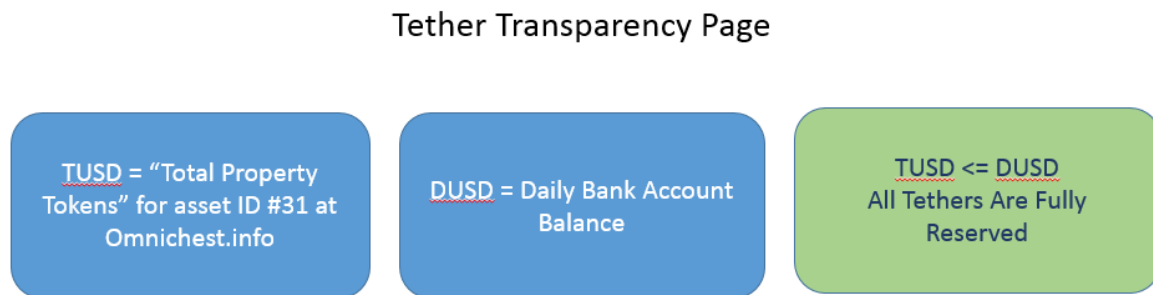 Tether Transparency Page
TUSD = “Total Property
Tokens” for asset ID #31 at
Omnichest.info
DUSD = Daily Bank Account
Balance
TUSD <= DUSD
All Tethers Are Fully
Reserved